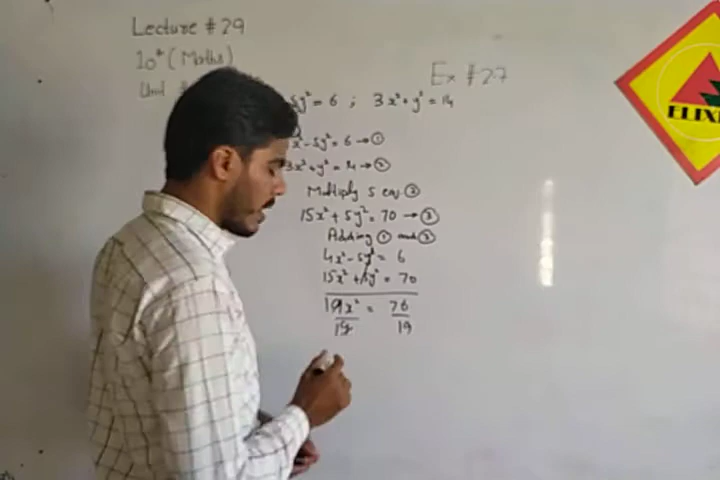 Lecture # 29
10th (Maths)
Unit #
Ex # 2.7
5y² = 6 ; 3x² + y² = 14
x² - 5y² = 6 → ①
3x² + y² = 14 → ②
Multiply 5 eq ②
15x² + 5y² = 70 → ③
Adding ① and ③
4x² - 5y² = 6
15x² + 5y² = 70
19x² = 76
19 19
ELIXI